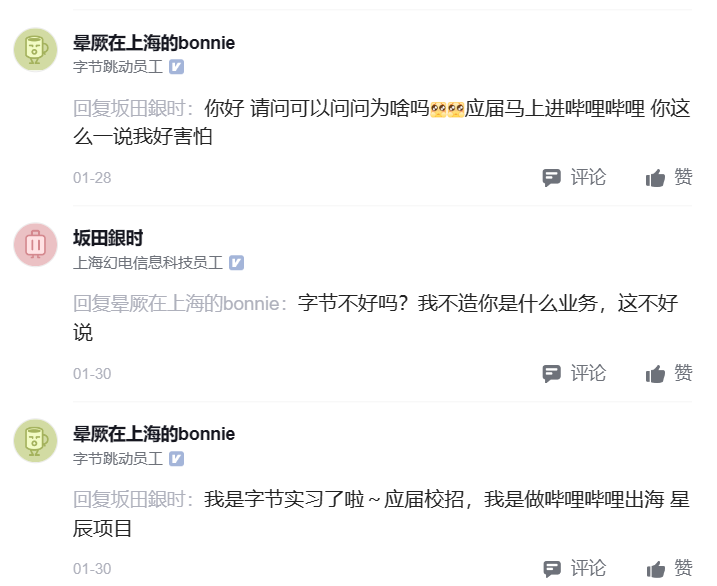 晕厥在上海的bonnie
字节跳动员工
回复坂田銀时：你好 请问可以问问为啥吗🥺🥺应届马上进哔哩哔哩 你这
么一说我好害怕
01-28
评论
赞
坂田銀时
上海幻电信息科技员工
回复晕厥在上海的bonnie：字节不好吗？我不造你是什么业务，这不好
说
01-30
评论
赞
晕厥在上海的bonnie
字节跳动员工
回复坂田銀时：我是字节实习了啦～应届校招，我是做哔哩哔哩出海 星
辰项目
01-30
评论
赞